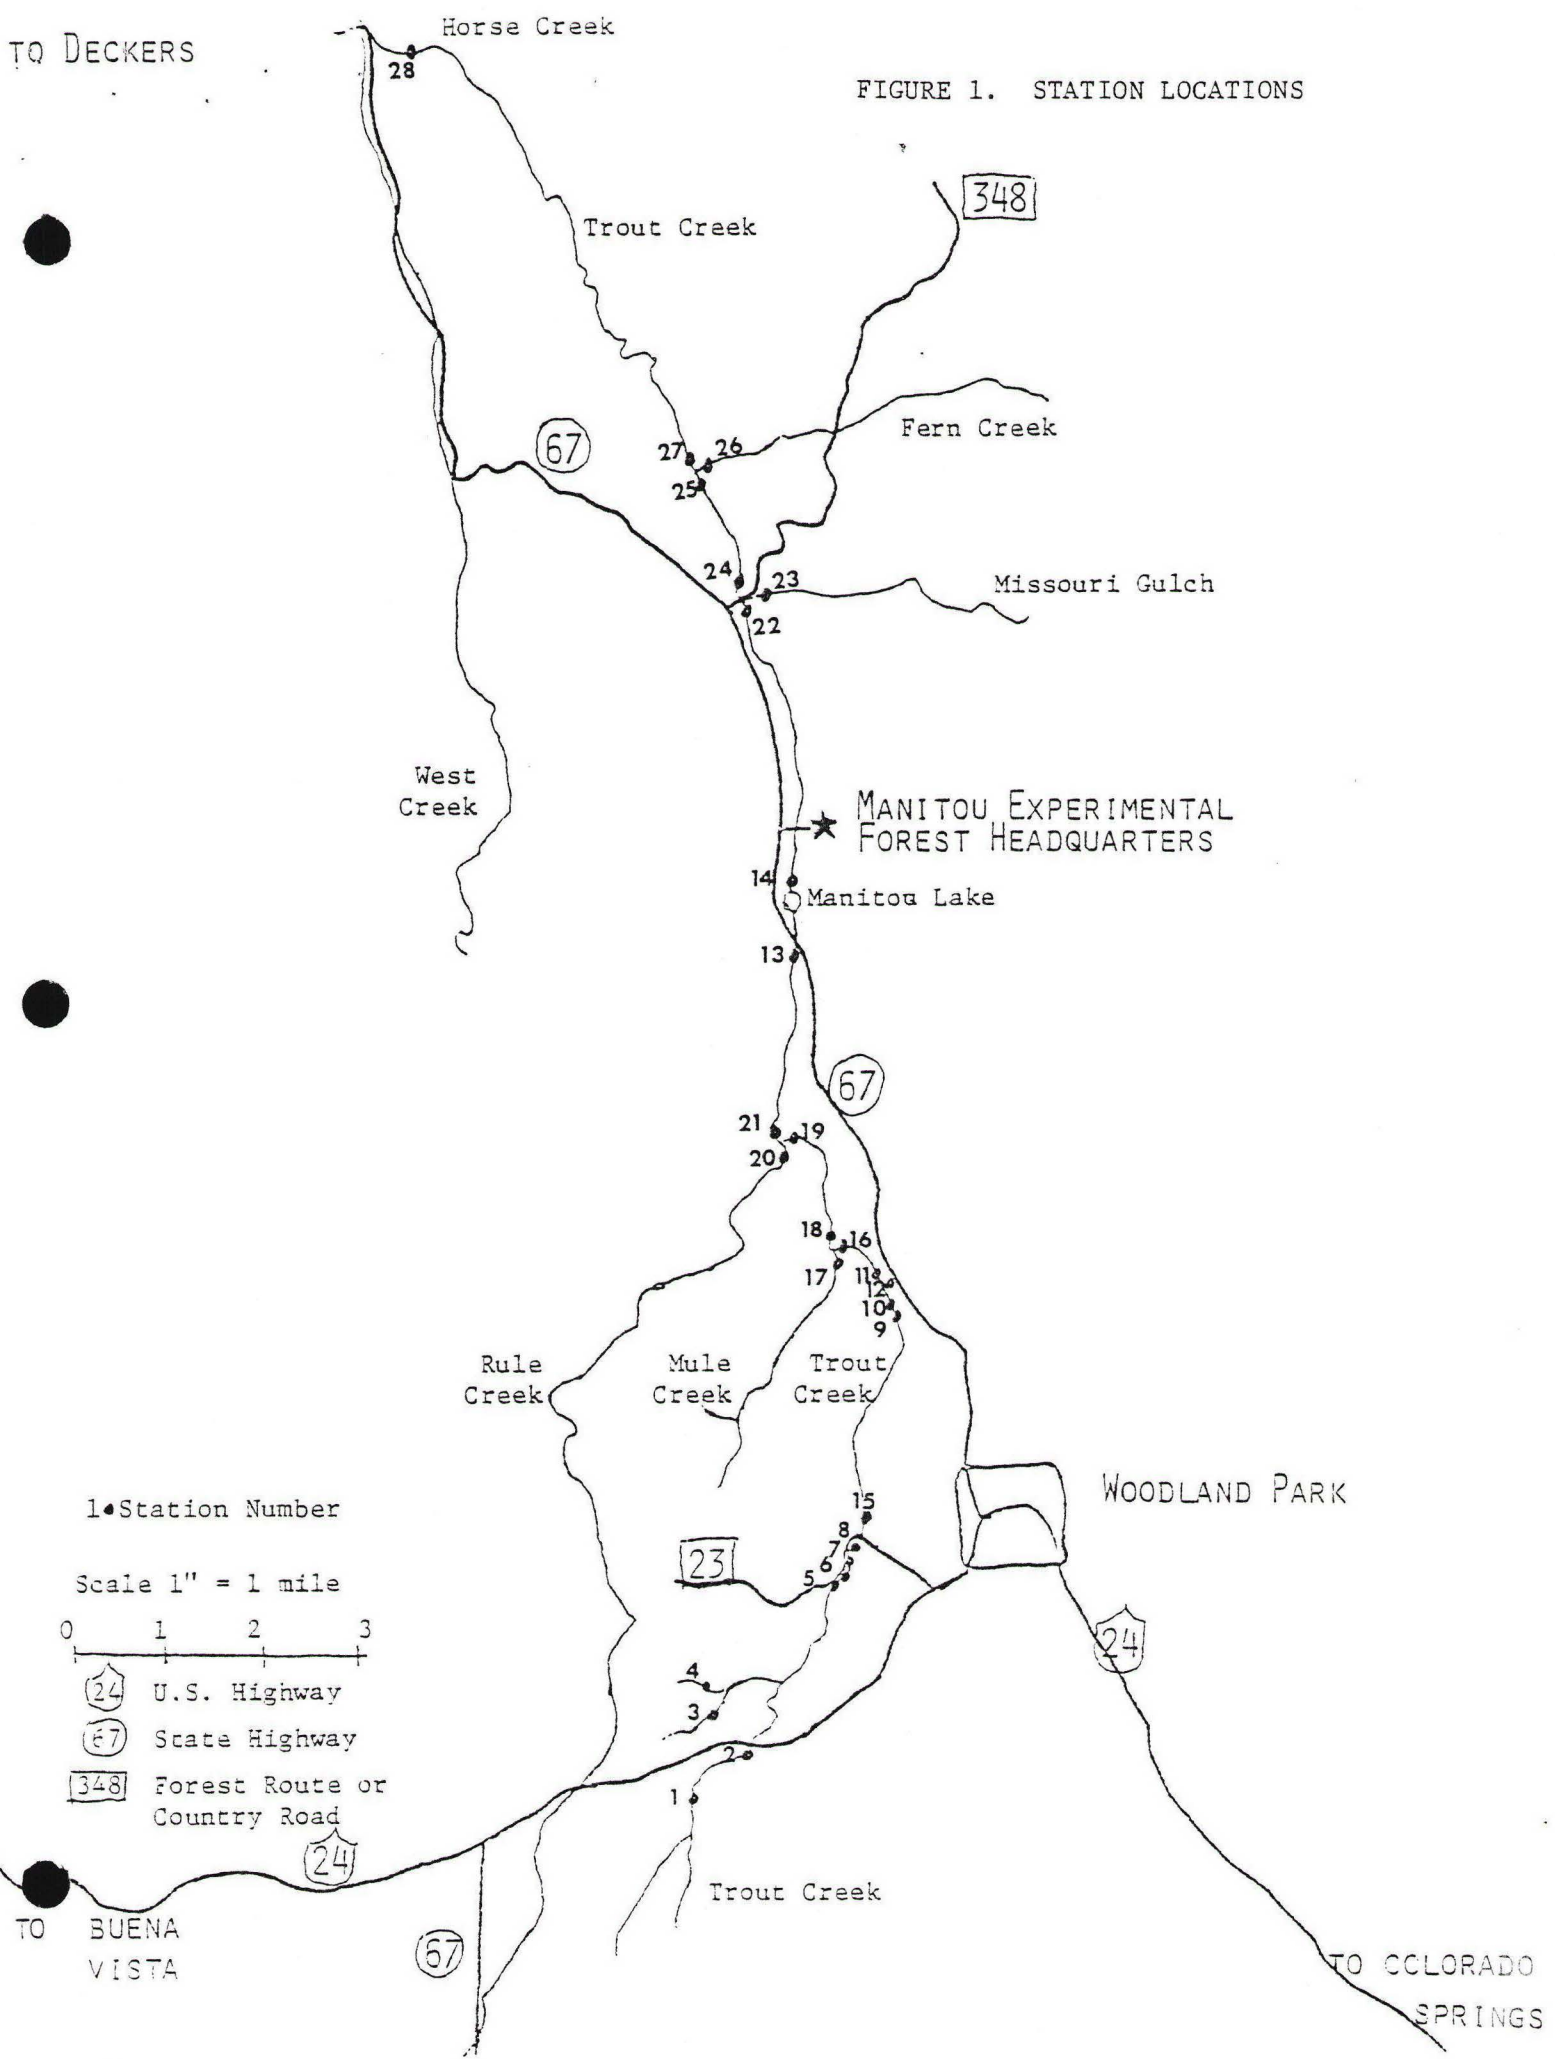 Horse Creek
TO DECKERS
28
FIGURE 1. STATION LOCATIONS
348
Trout Creek
Fern Creek
67
27
26
25
24
23
Missouri Gulch
22
West
Creek
MANITOU EXPERIMENTAL
FOREST HEADQUARTERS
14
Manitou Lake
13
67
21
19
20
18
16
17
11
12
10
9
Rule
Creek
Mule
Creek
Trout
Creek
WOODLAND PARK
15
8
7
6
5
23
1 Station Number
Scale 1" = 1 mile
0 1 2 3
24 U.S. Highway
67 State Highway
348 Forest Route or
Country Road
24
4
3
2
1
24
Trout Creek
TO BUENA
VISTA
67
TO COLORADO
SPRINGS